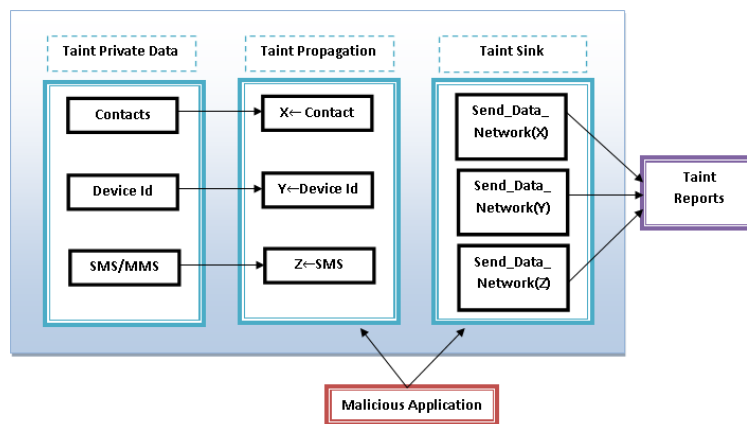 Taint Private Data
Taint Propagation
Taint Sink
Contacts
X← Contact
Send_Data_
Network(X)
Device Id
Y←Device Id
Send_Data_
Network(Y)
Taint
Reports
SMS/MMS
Z←SMS
Send_Data_
Network(Z)
Malicious Application